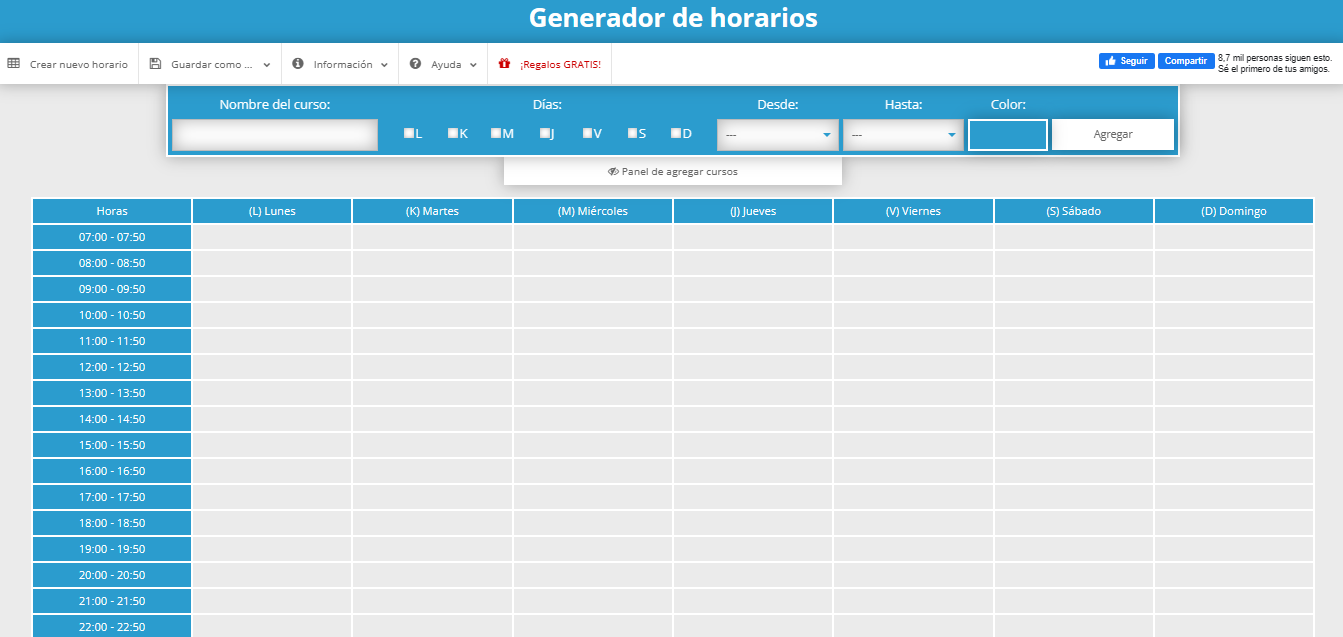 Generador de horarios
Crear nuevo horario Guardar como ... Información Ayuda ¡Regalos GRATIS! Seguir Compartir 8,7 mil personas siguen esto.
Sé el primero de tus amigos.
Nombre del curso: Días: Desde: Hasta: Color:
L K M J V S D --- --- Agregar
Panel de agregar cursos
Horas (L) Lunes (K) Martes (M) Miércoles (J) Jueves (V) Viernes (S) Sábado (D) Domingo
07:00 - 07:50
08:00 - 08:50
09:00 - 09:50
10:00 - 10:50
11:00 - 11:50
12:00 - 12:50
13:00 - 13:50
14:00 - 14:50
15:00 - 15:50
16:00 - 16:50
17:00 - 17:50
18:00 - 18:50
19:00 - 19:50
20:00 - 20:50
21:00 - 21:50
22:00 - 22:50